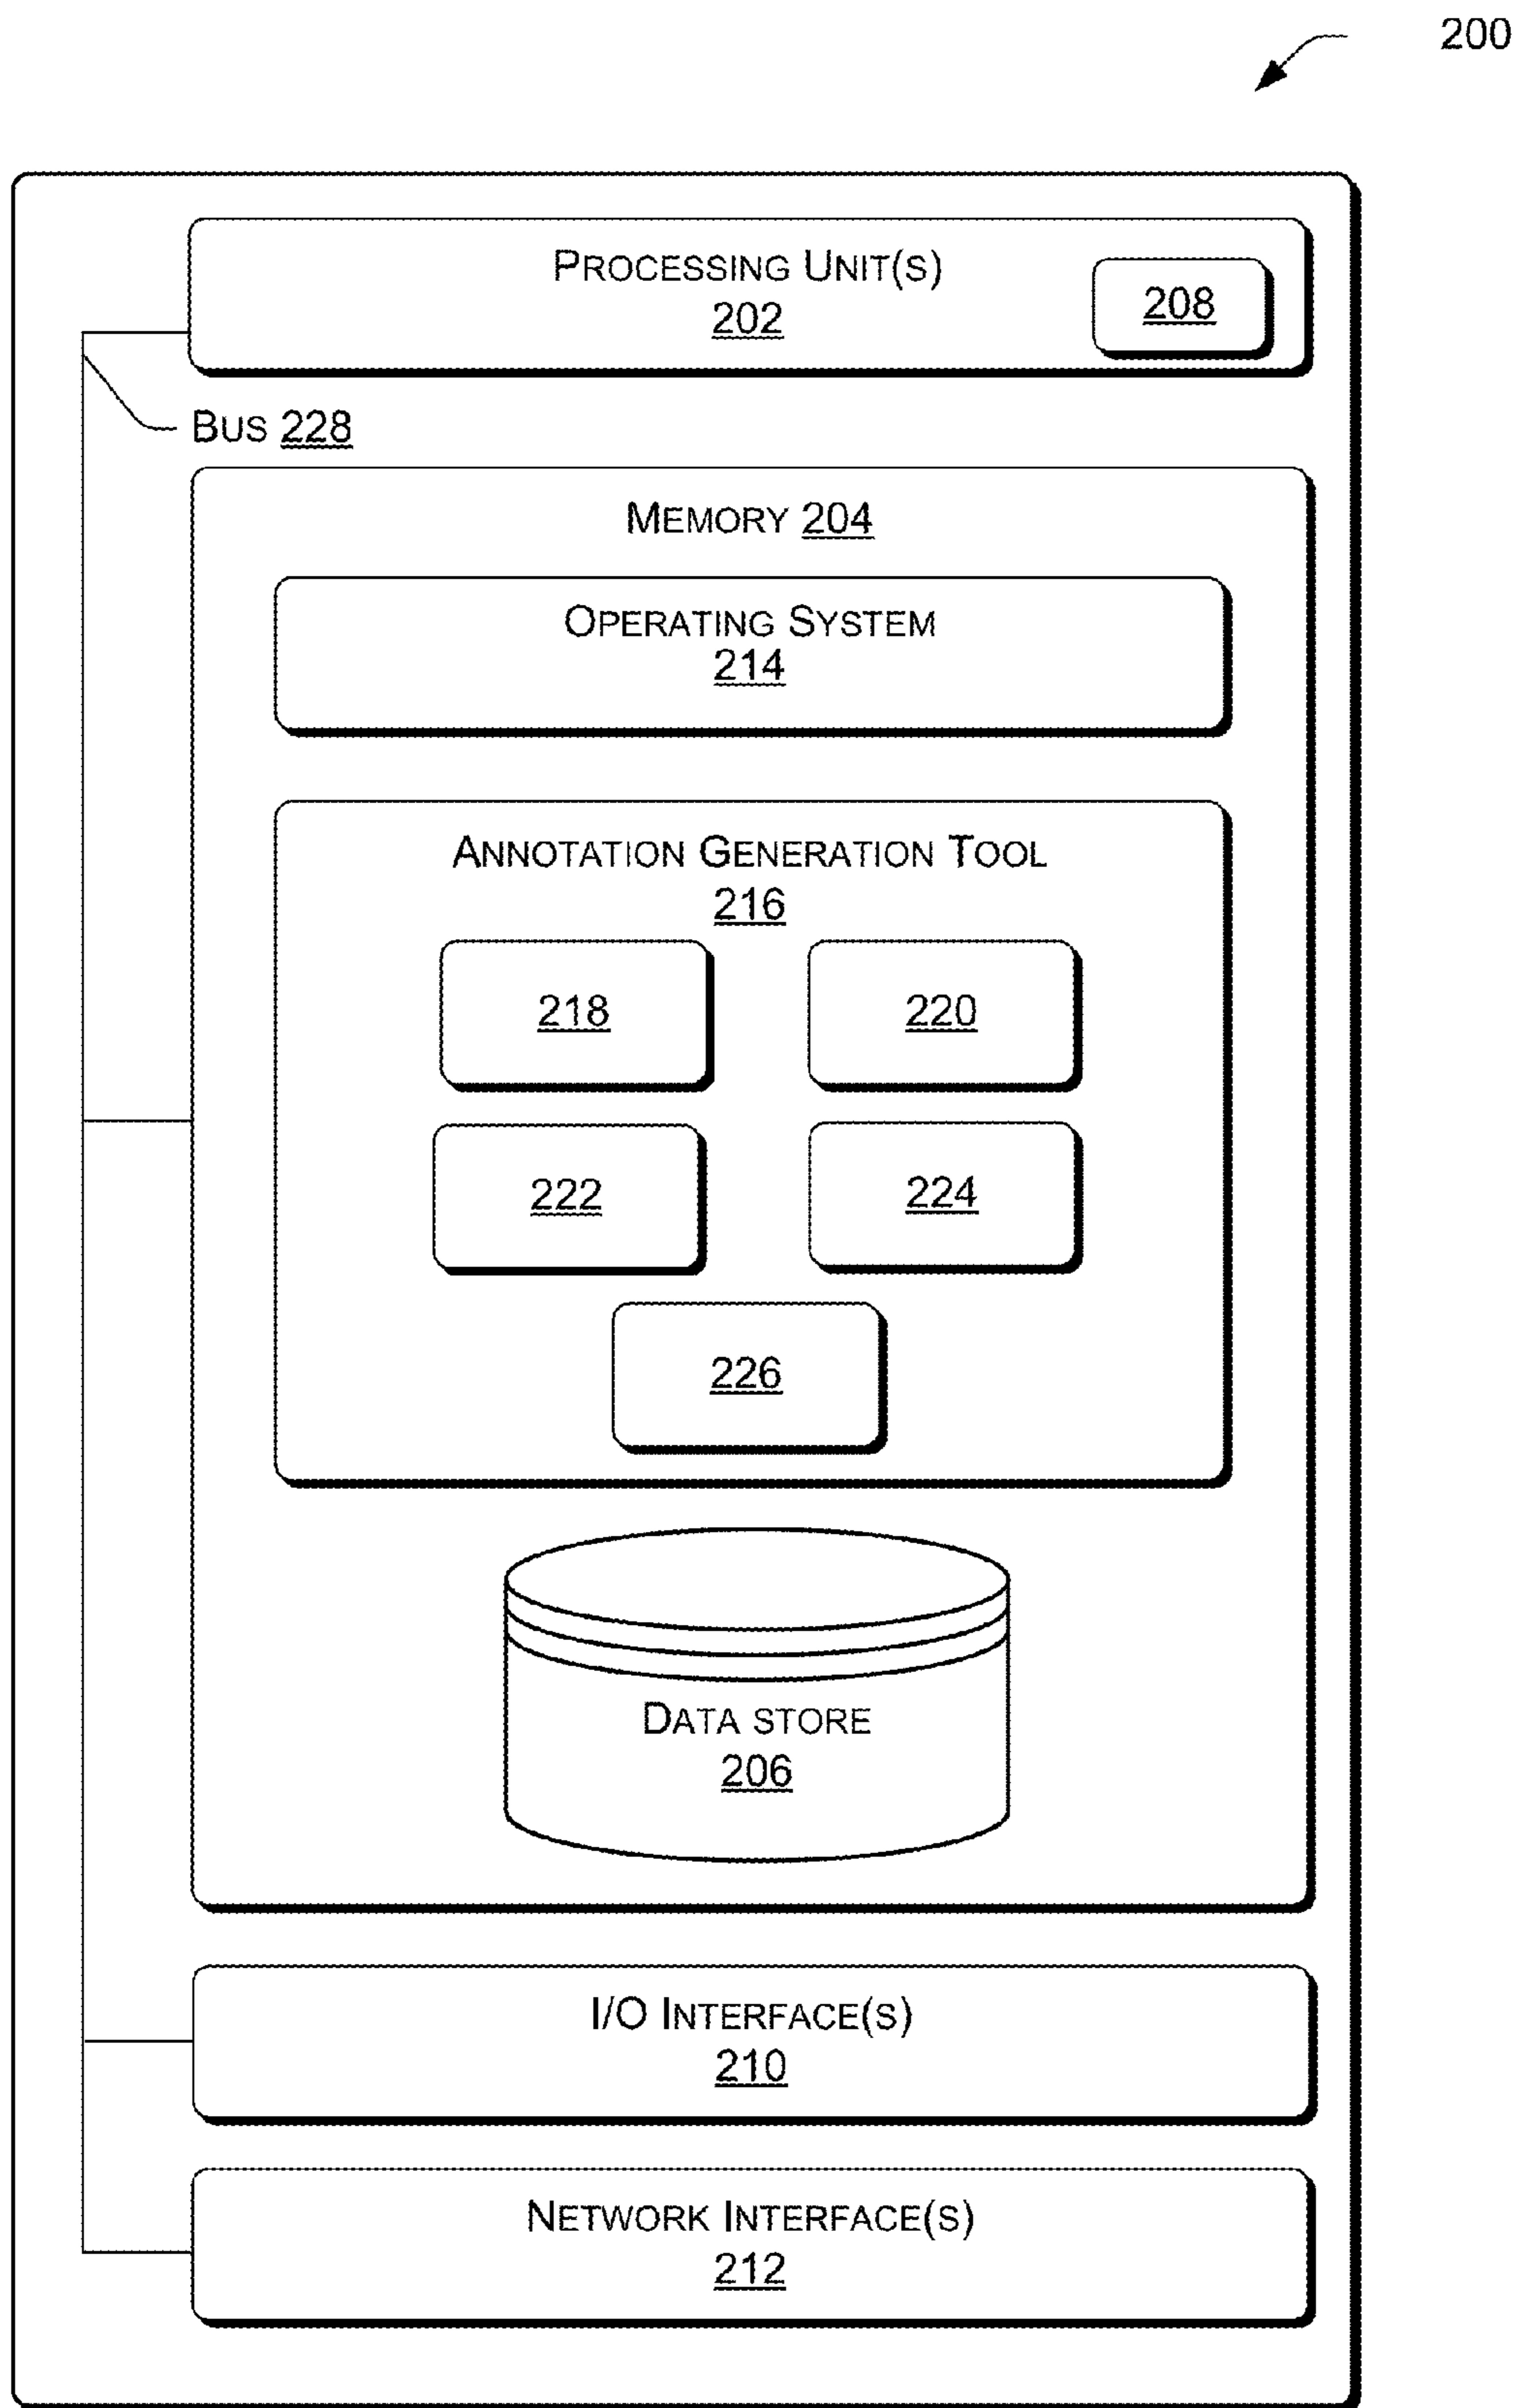 200
PROCESSING UNIT(S)
202
208
BUS 228
MEMORY 204
OPERATING SYSTEM
214
ANNOTATION GENERATION TOOL
216
218
220
222
224
226
DATA STORE
206
I/O INTERFACE(S)
210
NETWORK INTERFACE(S)
212